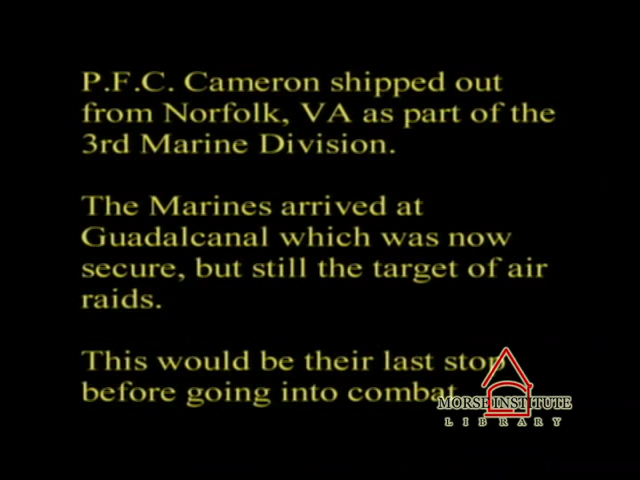 P.F.C. Cameron shipped out
from Norfolk, VA as part of the
3rd Marine Division.
The Marines arrived at
Guadalcanal which was now
secure, but still the target of air
raids.
This would be their last stop
before going into combat
MORSE INSTITUTE
LIBRARY